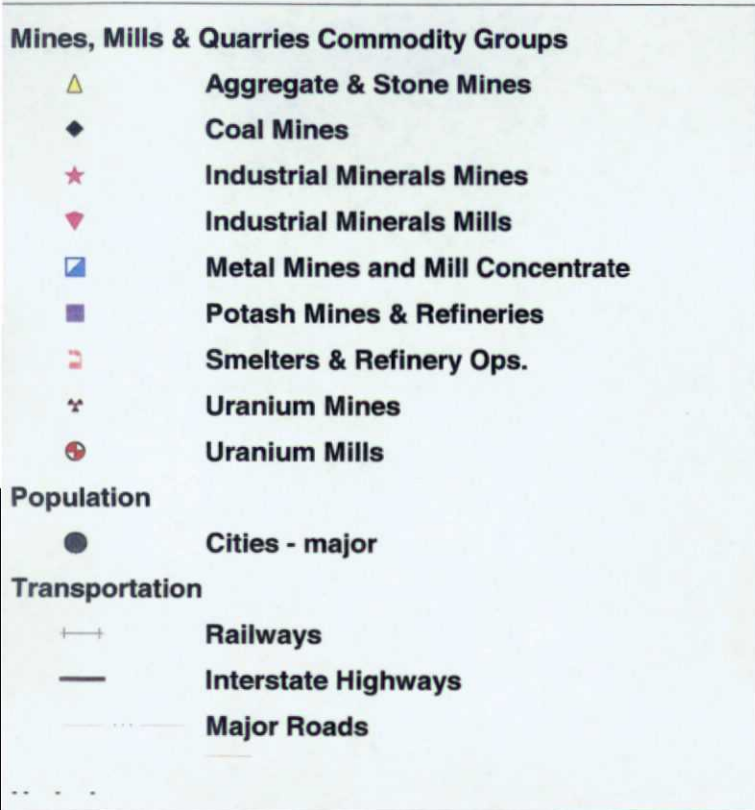 Mines, Mills & Quarries Commodity Groups
Aggregate & Stone Mines
Coal Mines
Industrial Minerals Mines
Industrial Minerals Mills
Metal Mines and Mill Concentrate
Potash Mines & Refineries
Smelters & Refinery Ops.
Uranium Mines
Uranium Mills
Population
Cities - major
Transportation
Railways
Interstate Highways
Major Roads